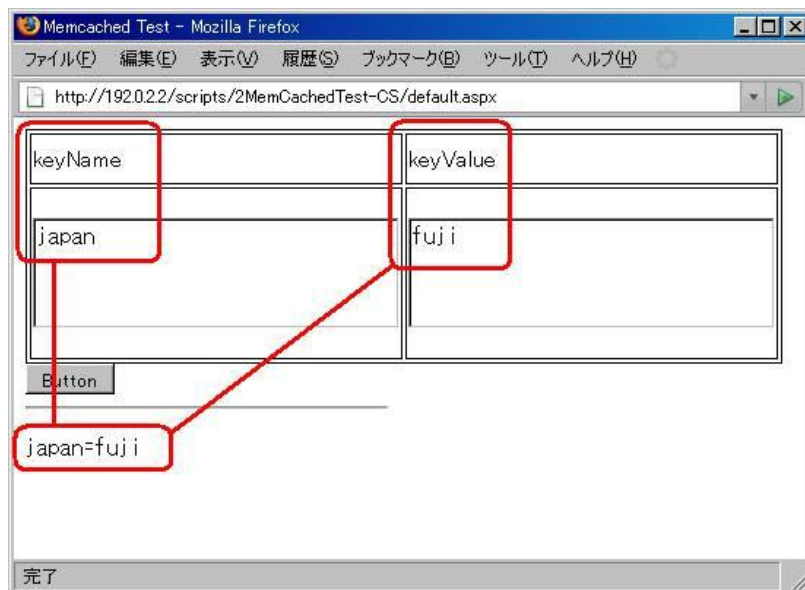 Memcached Test - Mozilla Firefox
ファイル(F) 編集(E) 表示(V) 履歴(S) ブックマーク(B) ツール(T) ヘルプ(H)
http://192.0.2.2/scripts/2MemCachedTest-CS/default.aspx
keyName keyValue
japan fuji
Button
japan=fuji
完了